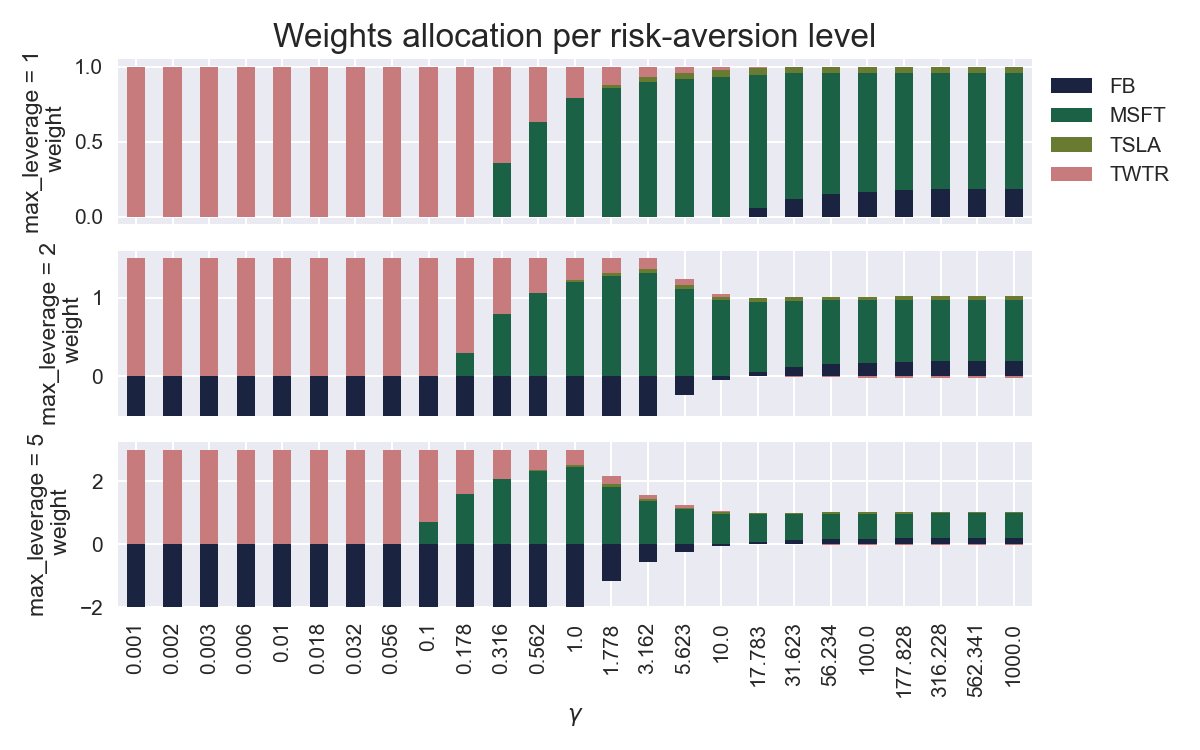 Weights allocation per risk-aversion level
max_leverage = 1
weight
1.0
0.5
0.0
FB
MSFT
TSLA
TWTR
max_leverage = 2
weight
1
0
max_leverage = 5
weight
2
0
−2
0.001
0.002
0.003
0.006
0.01
0.018
0.032
0.056
0.1
0.178
0.316
0.562
1.0
1.778
3.162
5.623
10.0
17.783
31.623
56.234
100.0
177.828
316.228
562.341
1000.0
γ